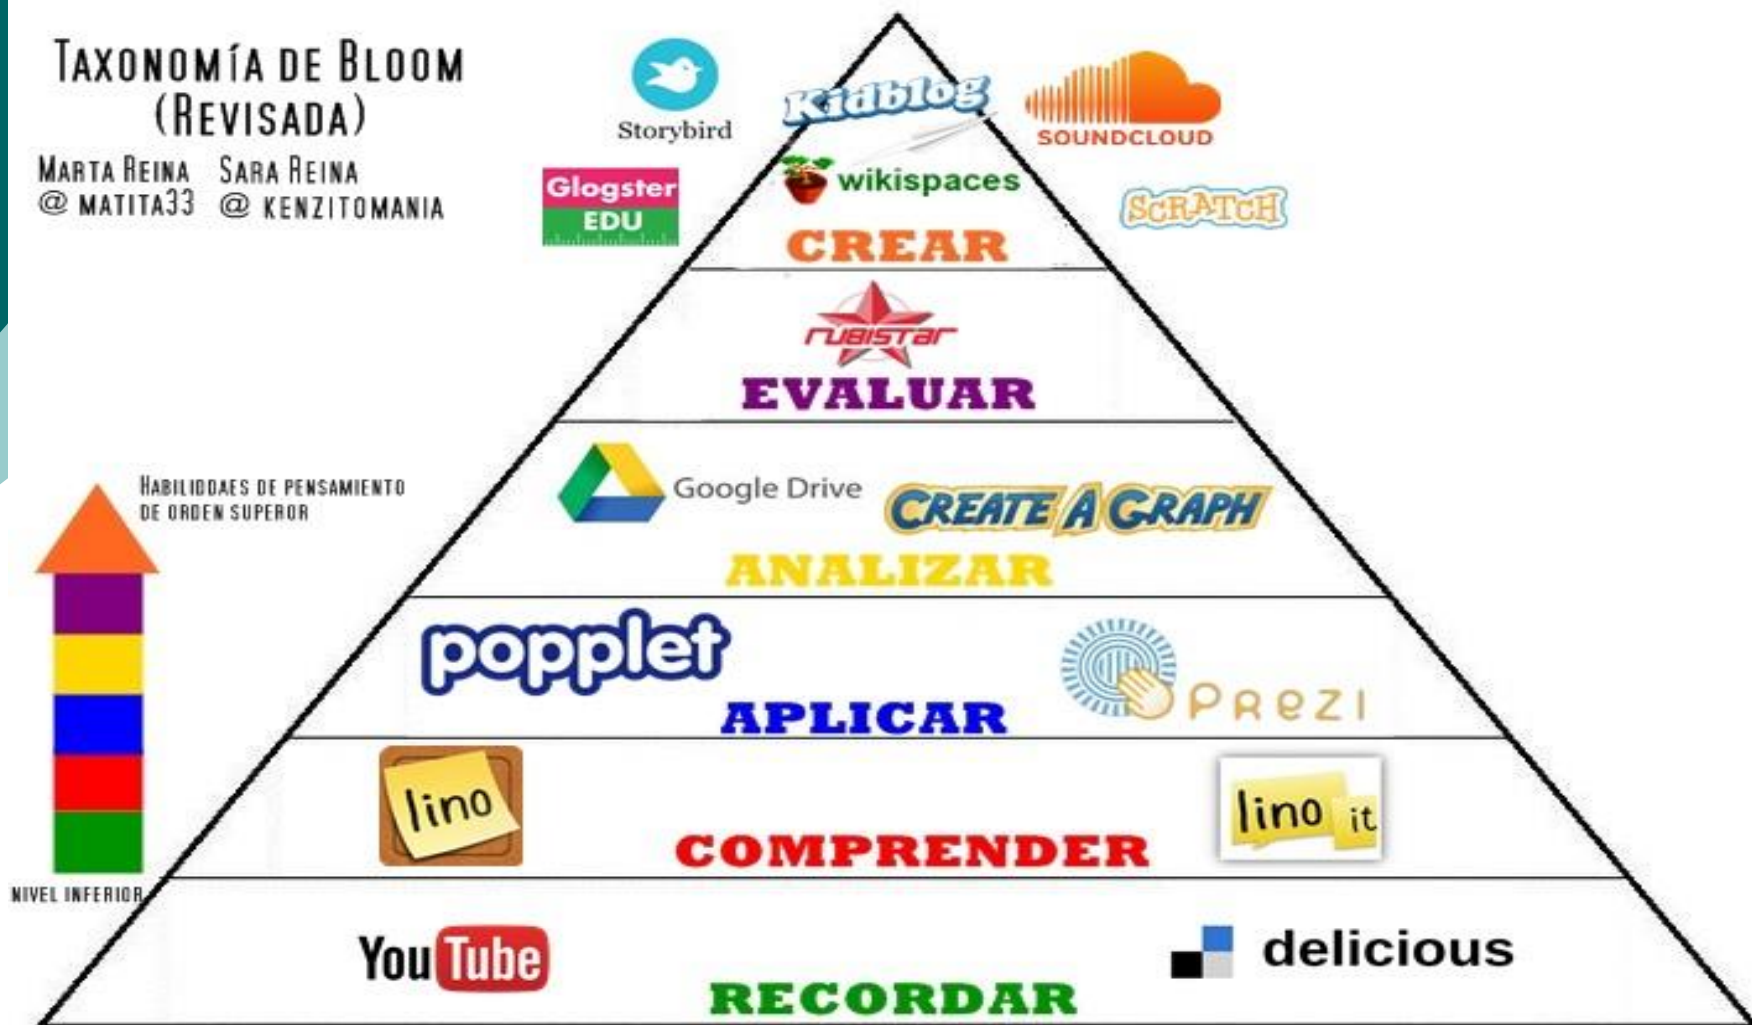 TAXONOMÍA DE BLOOM
(REVISADA)
MARTA REINA SARA REINA
@ MATITA33 @ KENZITOMANIA
Storybird
Kidblog
SOUNDCLOUD
Glogster
EDU
wikispaces
SCRATCH
CREAR
RUBISTAR
EVALUAR
HABILIDDAES DE PENSAMIENTO
DE ORDEN SUPEROR
Google Drive
CREATE A GRAPH
ANALIZAR
popplet
PREZI
APLICAR
lino
lino it
COMPRENDER
NIVEL INFERIOR
YouTube
delicious
RECORDAR